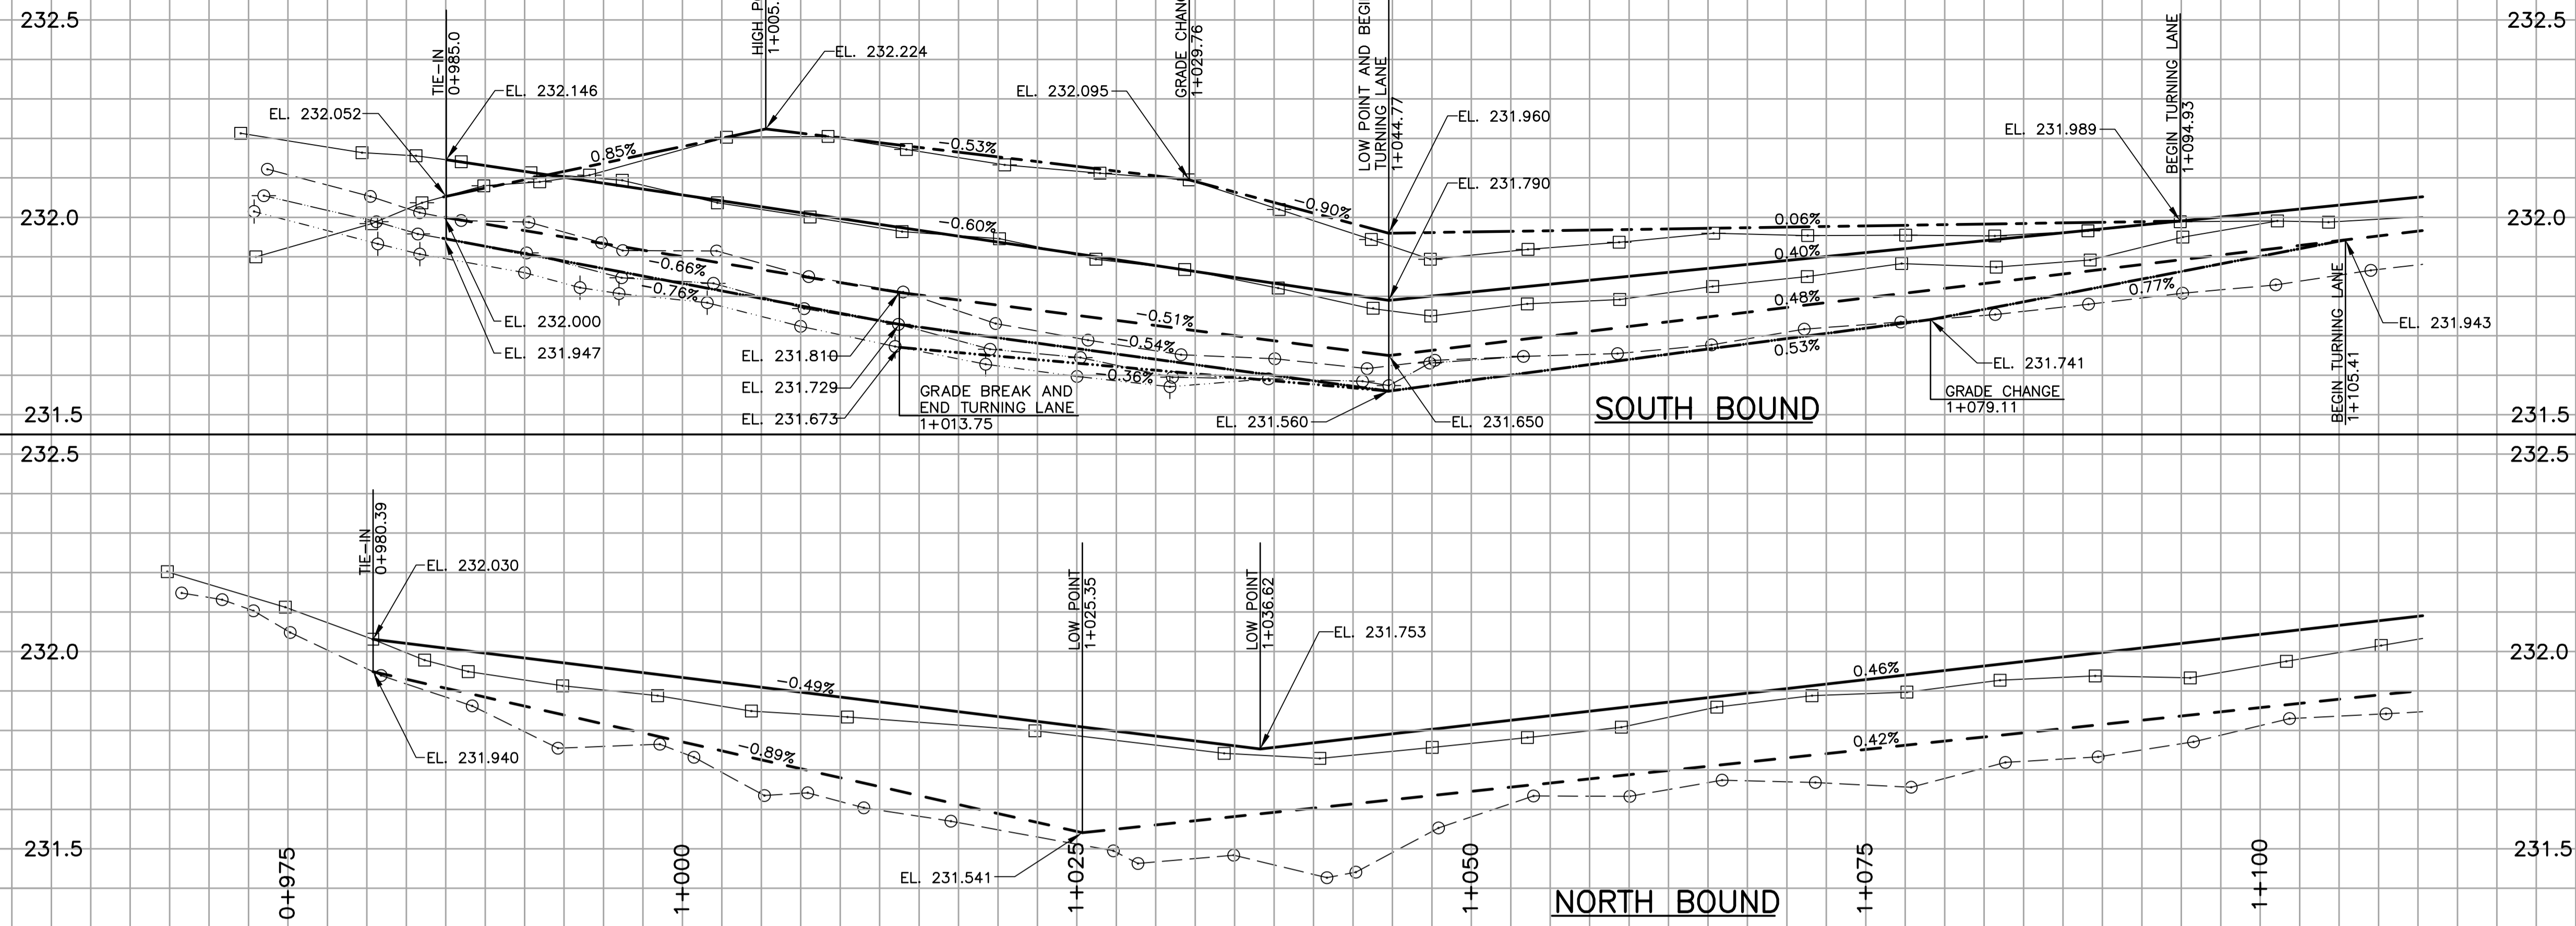 232.5
232.5
TIE-IN
0+985.0
1+005.
GRADE
1+029.76
LOW POINT AND
TURNING LANE
1+044.77
BEGIN TURNING LANE
1+094.93
EL. 232.224
EL. 232.146
EL. 232.095
EL. 232.052
EL. 231.960
EL. 231.989
0.85%
-0.53%
EL. 231.790
-0.90%
232.0
0.06%
232.0
-0.60%
0.40%
-0.66%
-0.76%
0.48%
0.77%
EL. 232.000
-0.51%
EL. 231.943
EL. 231.947
EL. 231.810
-0.54%
0.53%
EL. 231.741
-0.36%
EL. 231.729
GRADE BREAK AND
END TURNING LANE
1+013.75
EL. 231.673
EL. 231.560
EL. 231.650
GRADE CHANGE
1+079.11
BEGIN TURNING LANE
1+105.41
231.5
SOUTH BOUND
231.5
232.5
232.5
TIE-IN
0+980.39
EL. 232.030
LOW POINT
1+025.35
LOW POINT
1+036.62
EL. 231.753
232.0
232.0
-0.49%
0.46%
-0.89%
0.42%
EL. 231.940
231.5
231.5
EL. 231.541
0+975
1+000
1+025
1+050
1+075
1+100
NORTH BOUND